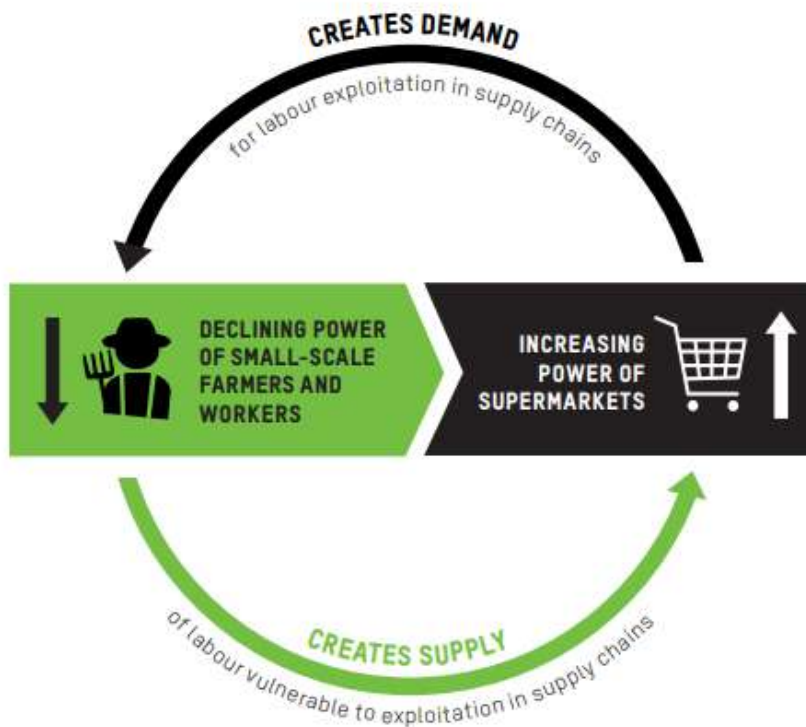 CREATES DEMAND
for labour exploitation in supply chains
DECLINING POWER
OF SMALL-SCALE
FARMERS AND
WORKERS
INCREASING
POWER OF
SUPERMARKETS
CREATES SUPPLY
of labour vulnerable to exploitation in supply chains